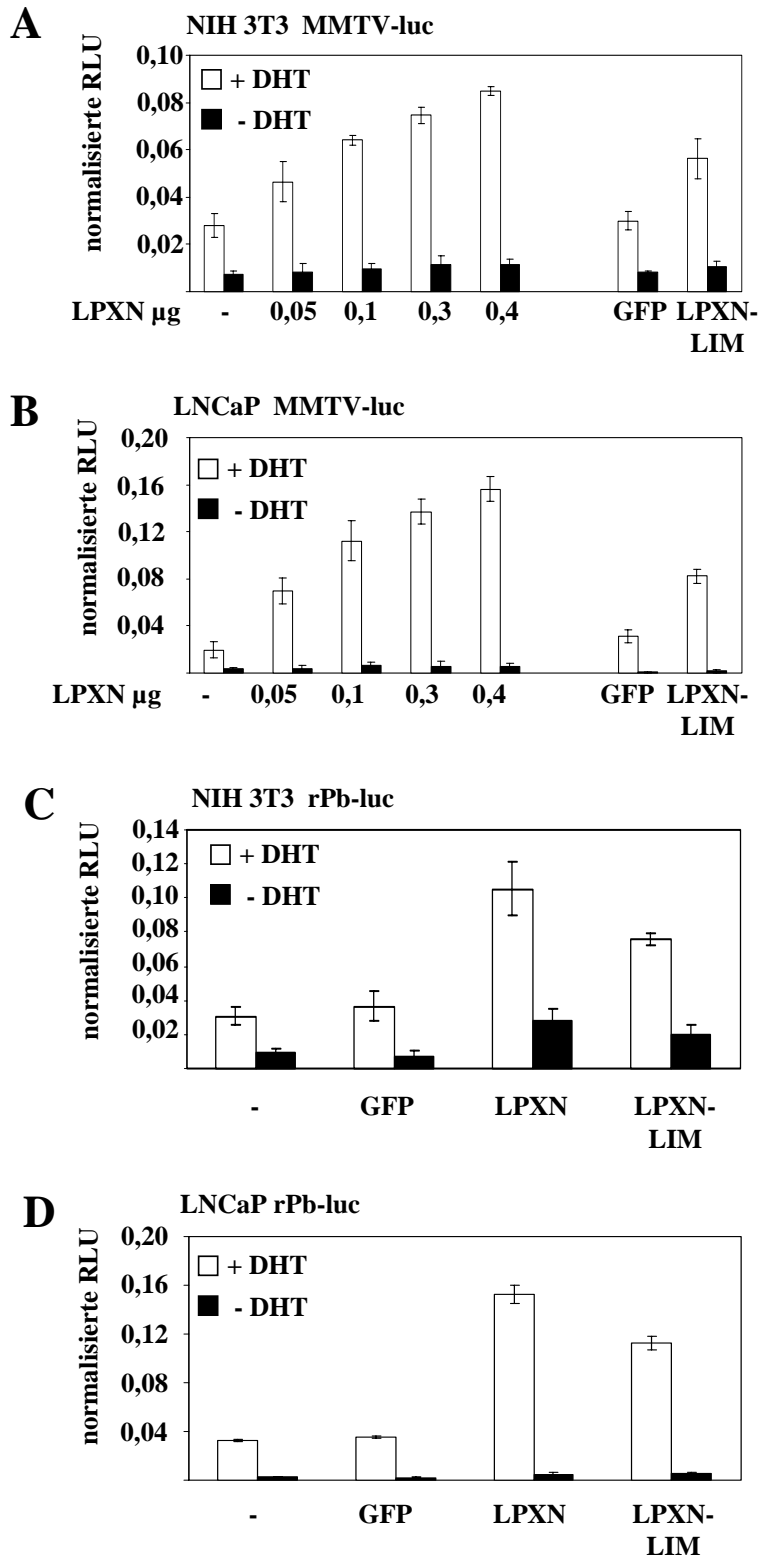 A
NIH 3T3 MMTV-luc
normalisierte RLU
0,10
0,08
0,06
0,04
0,02
+ DHT
- DHT
LPXN µg - 0,05 0,1 0,3 0,4 GFP LPXN-
LIM
B
LNCaP MMTV-luc
normalisierte RLU
0,20
0,16
0,12
0,08
0,04
+ DHT
- DHT
LPXN µg - 0,05 0,1 0,3 0,4 GFP LPXN-
LIM
C
NIH 3T3 rPb-luc
normalisierte RLU
0,14
0,12
0,10
0,08
0,06
0,04
0,02
+ DHT
- DHT
- GFP LPXN LPXN-
LIM
D
LNCaP rPb-luc
normalisierte RLU
0,20
0,16
0,12
0,08
0,04
+ DHT
- DHT
- GFP LPXN LPXN-
LIM